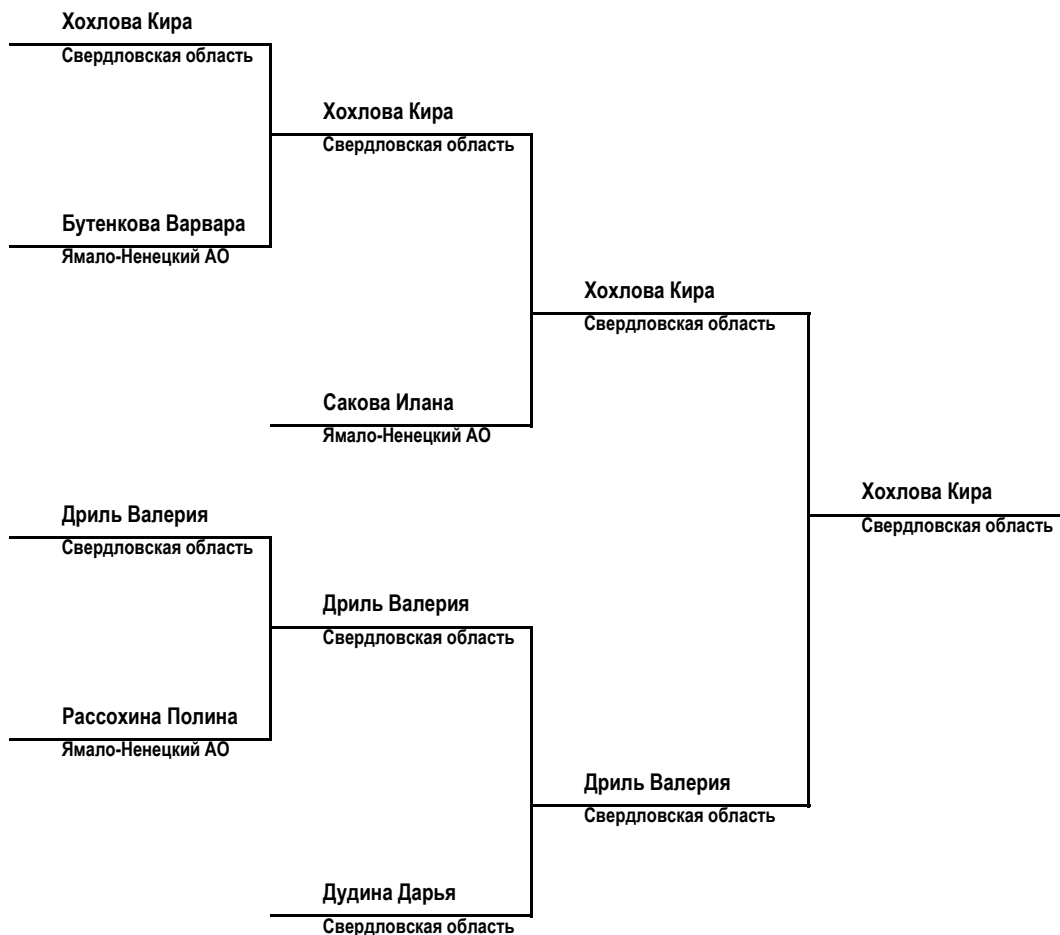 Хохлова Кира
Свердловская область
Хохлова Кира
Свердловская область
Бутенкова Варвара
Ямало-Ненецкий АО
Хохлова Кира
Свердловская область
Сакова Илана
Ямало-Ненецкий АО
Хохлова Кира
Свердловская область
Дриль Валерия
Свердловская область
Дриль Валерия
Свердловская область
Рассохина Полина
Ямало-Ненецкий АО
Дриль Валерия
Свердловская область
Дудина Дарья
Свердловская область